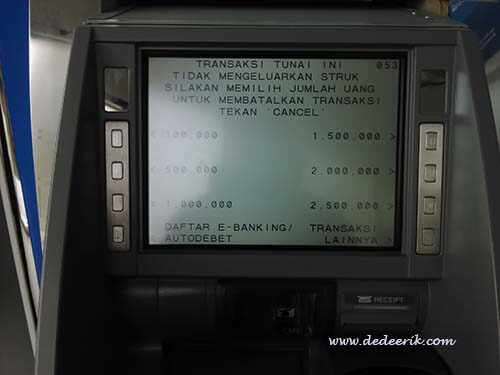 TRANSAKSI TUNAI INI 053
TIDAK MENGELUARKAN STRUK
SILAKAN MEMILIH JUMLAH UANG
UNTUK MEMBATALKAN TRANSAKSI
TEKAN 'CANCEL'
< 100,000 1,500,000 >
< 500,000 2,000,000 >
< 1,000,000 2,500,000 >
DAFTAR E-BANKING/ TRANSAKSI
< AUTODEBET LAINNYA >
RECEIPT
www.dedeerik.com